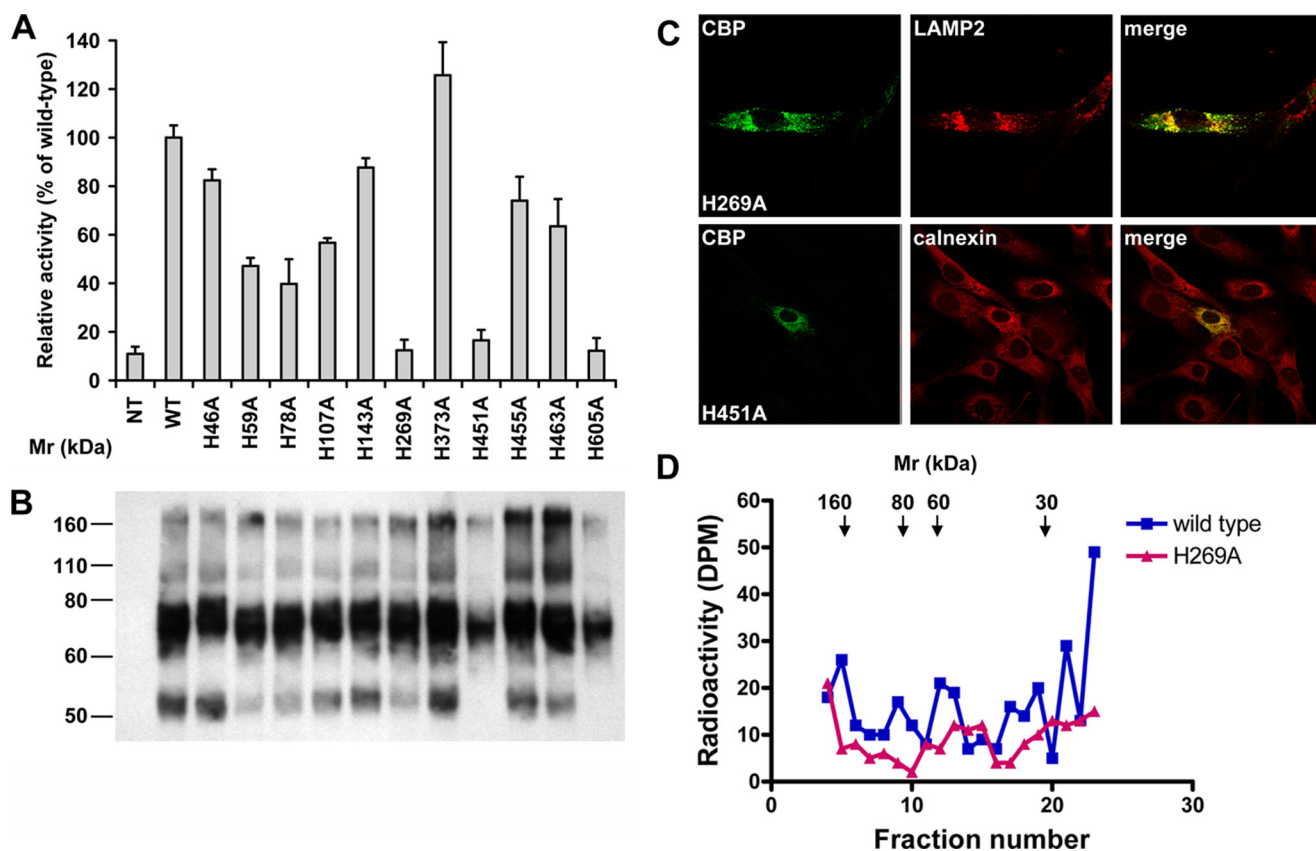 A
Relative activity (% of wild-type)
140
120
100
80
60
40
20
0
NT
WT
H46A
H59A
H78A
H107A
H143A
H269A
H373A
H451A
H455A
H463A
H605A
Mr (kDa)
B
160
110
80
60
50
C
CBP
LAMP2
merge
H269A
CBP
calnexin
merge
H451A
D
Mr (kDa)
160
80
60
30
Radioactivity (DPM)
60
50
40
30
20
10
0
0
10
20
30
Fraction number
wild type
H269A